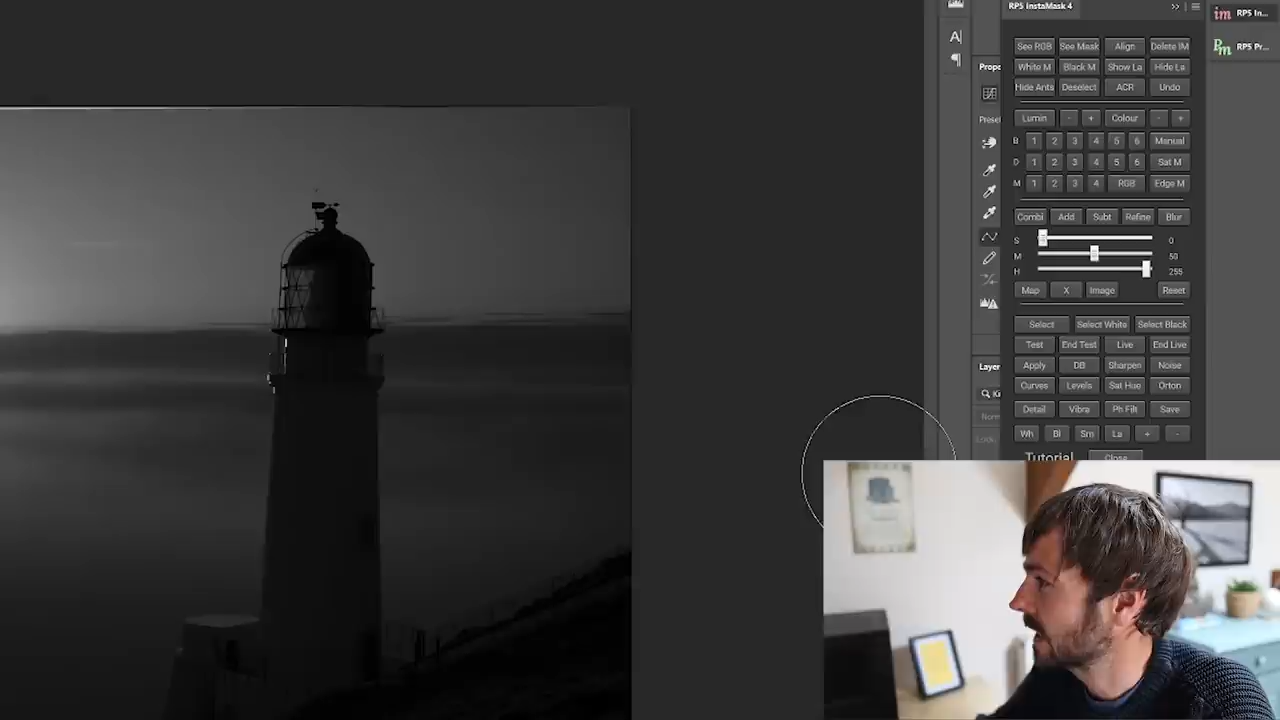 RPS InstaMask 4
RPS In...
RPS Pr...
See RGB See Mask Align Delete IM
White M Black M Show La Hide La
Hide Ants Deselect ACR Undo
Lumin - + Colour - +
B 1 2 3 4 5 6 Manual
D 1 2 3 4 5 6 Sat M
M 1 2 3 4 RGB Edge M
Combi Add Subt Refine Blur
S 0
M 50
H 255
Map X Image Reset
Select Select White Select Black
Test End Test Live End Live
Apply DB Sharpen Noise
Curves Levels Sat Hue Orton
Detail Vibra Ph Filt Save
Wh Bl Sm La + -
Tutorial Close
Prope
Preset
Layer